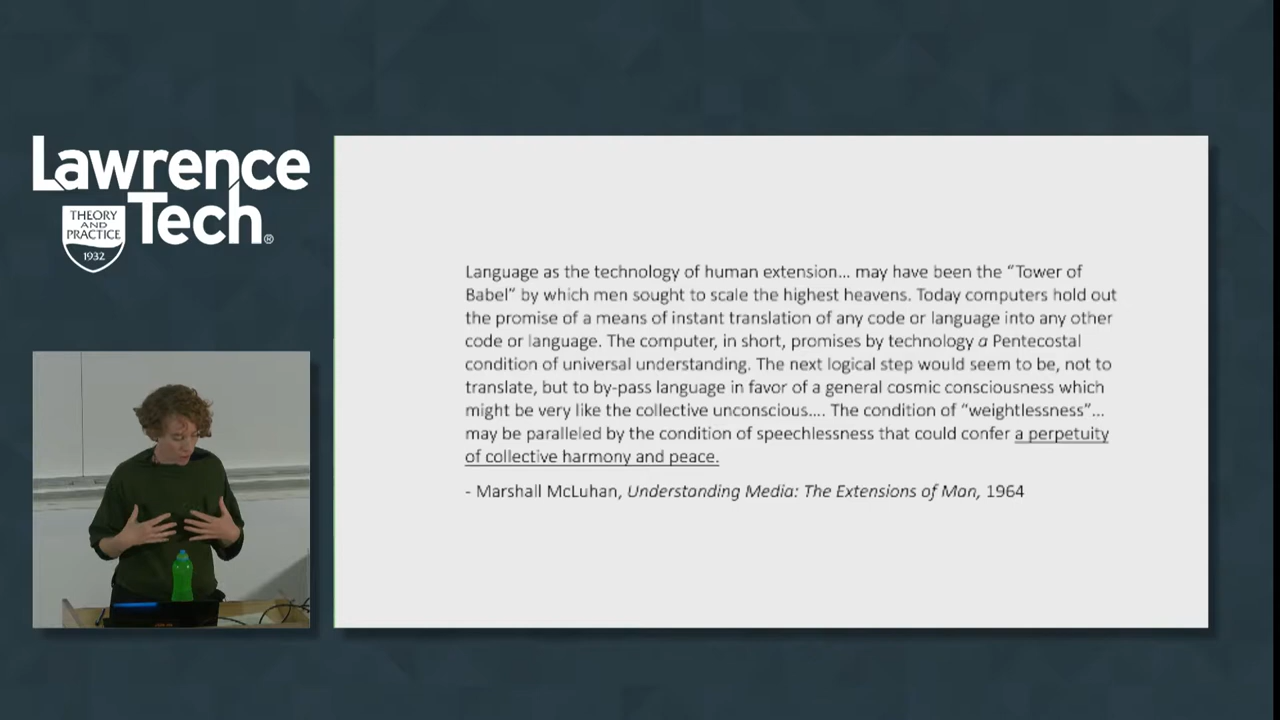 Lawrence
Tech®
THEORY
AND
PRACTICE
1932
Language as the technology of human extension... may have been the “Tower of
Babel” by which men sought to scale the highest heavens. Today computers hold out
the promise of a means of instant translation of any code or language into any other
code or language. The computer, in short, promises by technology a Pentecostal
condition of universal understanding. The next logical step would seem to be, not to
translate, but to by-pass language in favor of a general cosmic consciousness which
might be very like the collective unconscious.... The condition of “weightlessness”...
may be paralleled by the condition of speechlessness that could confer a perpetuity
of collective harmony and peace.
- Marshall McLuhan, Understanding Media: The Extensions of Man, 1964